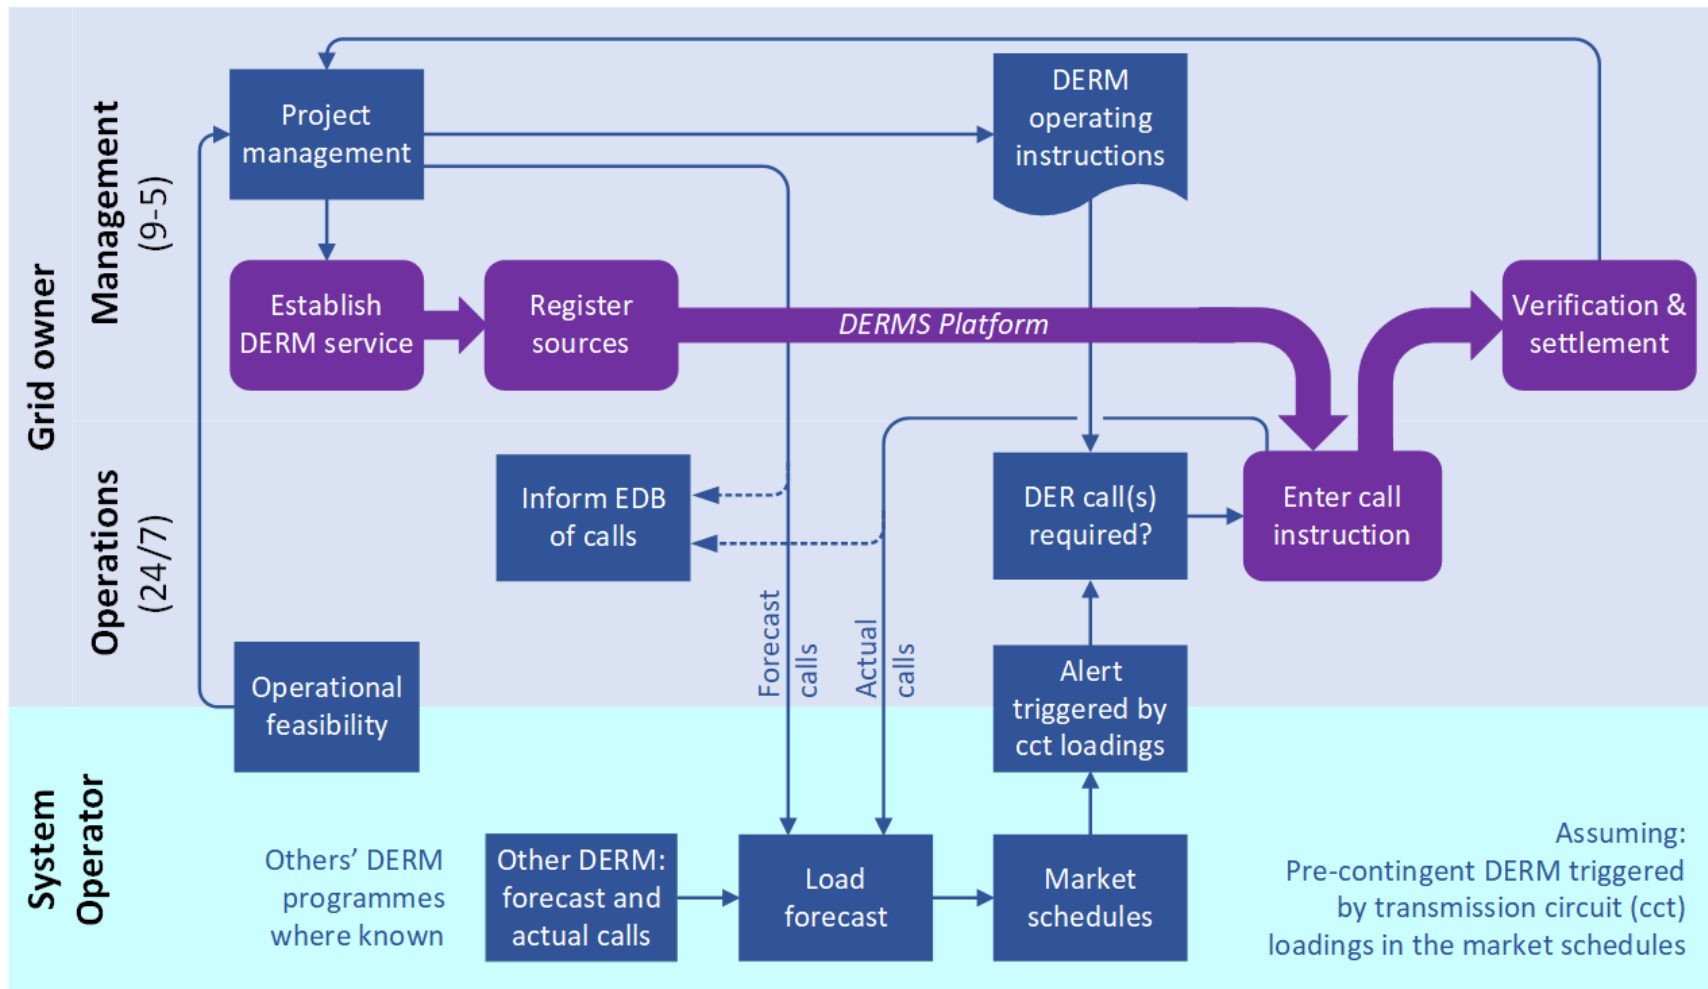 Grid owner
Management
(9-5)
Project
management
DERM
operating
instructions
Establish
DERM service
Register
sources
DERMS Platform
Verification &
settlement
Operations
(24/7)
Inform EDB
of calls
DER call(s)
required?
Enter call
instruction
Forecast
calls
Actual
calls
Operational
feasibility
Alert
triggered by
cct loadings
System
Operator
Others’ DERM
programmes
where known
Other DERM:
forecast and
actual calls
Load
forecast
Market
schedules
Assuming:
Pre-contingent DERM triggered
by transmission circuit (cct)
loadings in the market schedules